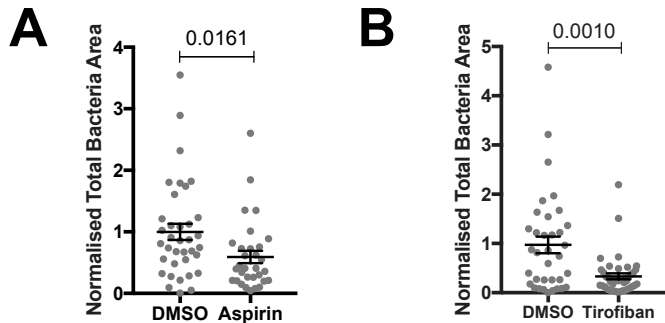 A
Normalised Total Bacteria Area
4
3
2
1
0
0.0161
DMSO Aspirin
B
Normalised Total Bacteria Area
5
4
3
2
1
0
0.0010
DMSO Tirofiban